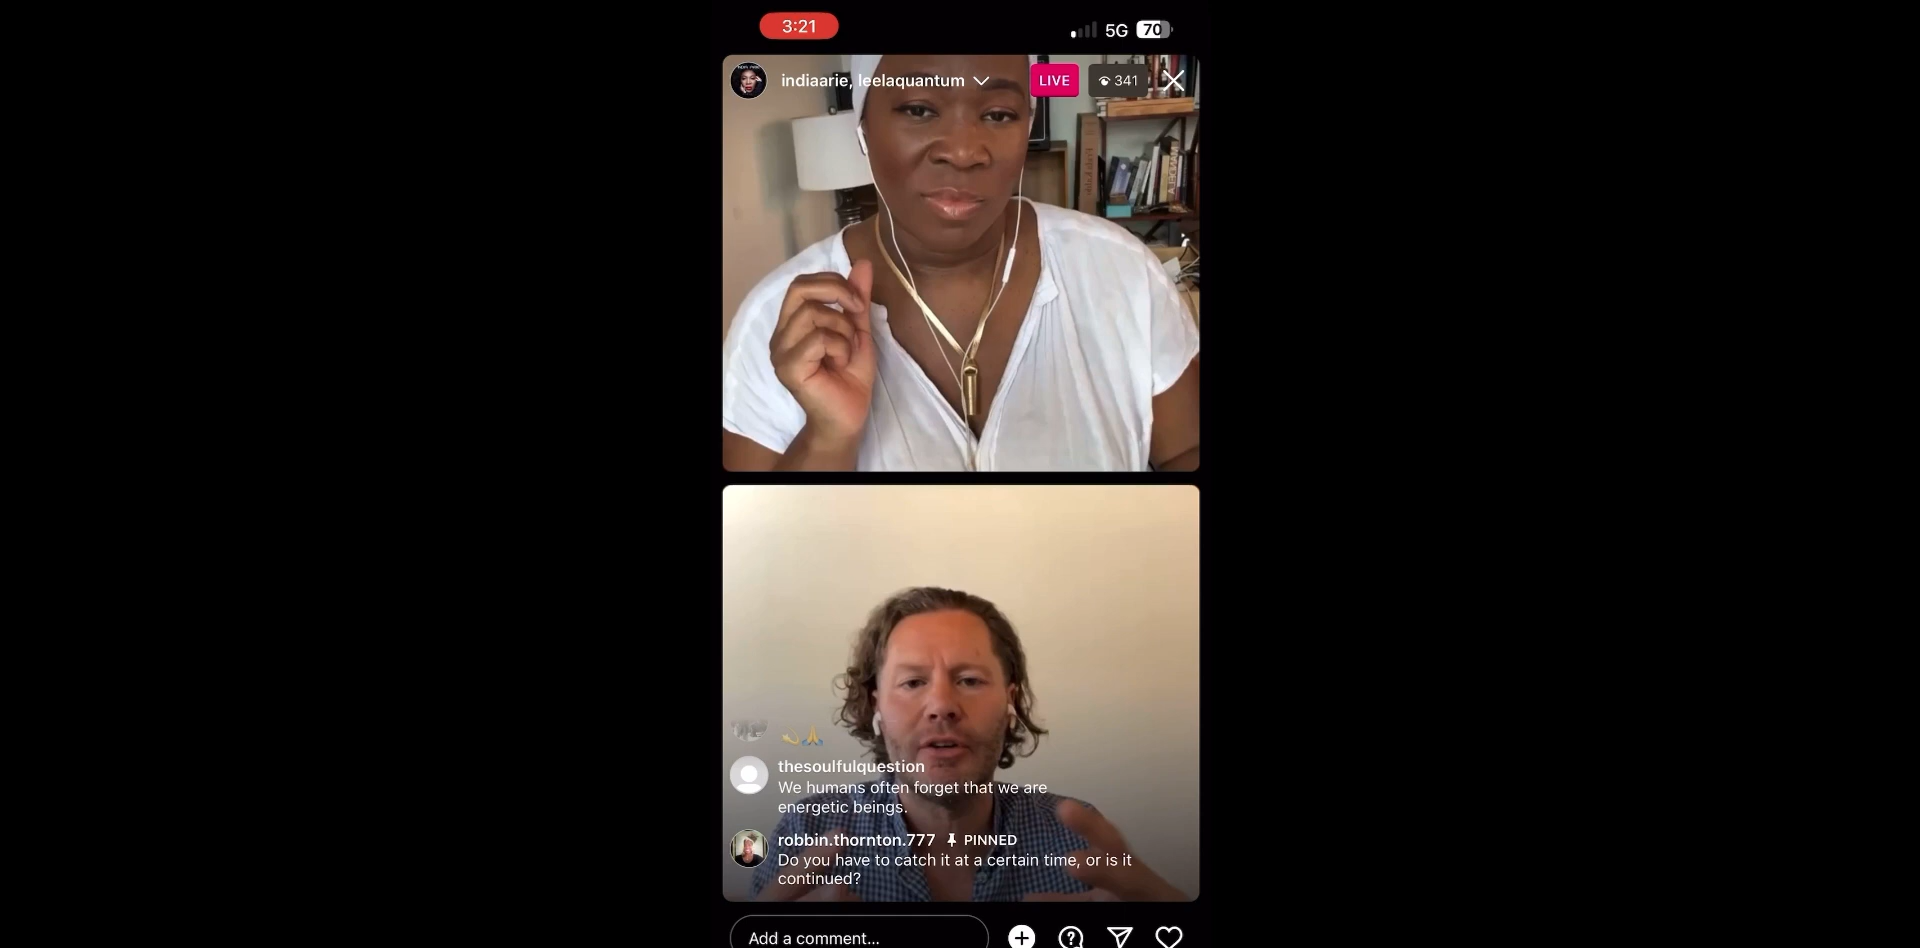 3:21
5G 70
indiaarie, leelaquantum
LIVE
341
thesoulfulquestion
We humans often forget that we are
energetic beings.
robbin.thornton.777 PINNED
Do you have to catch it at a certain time, or is it
continued?
Add a comment...